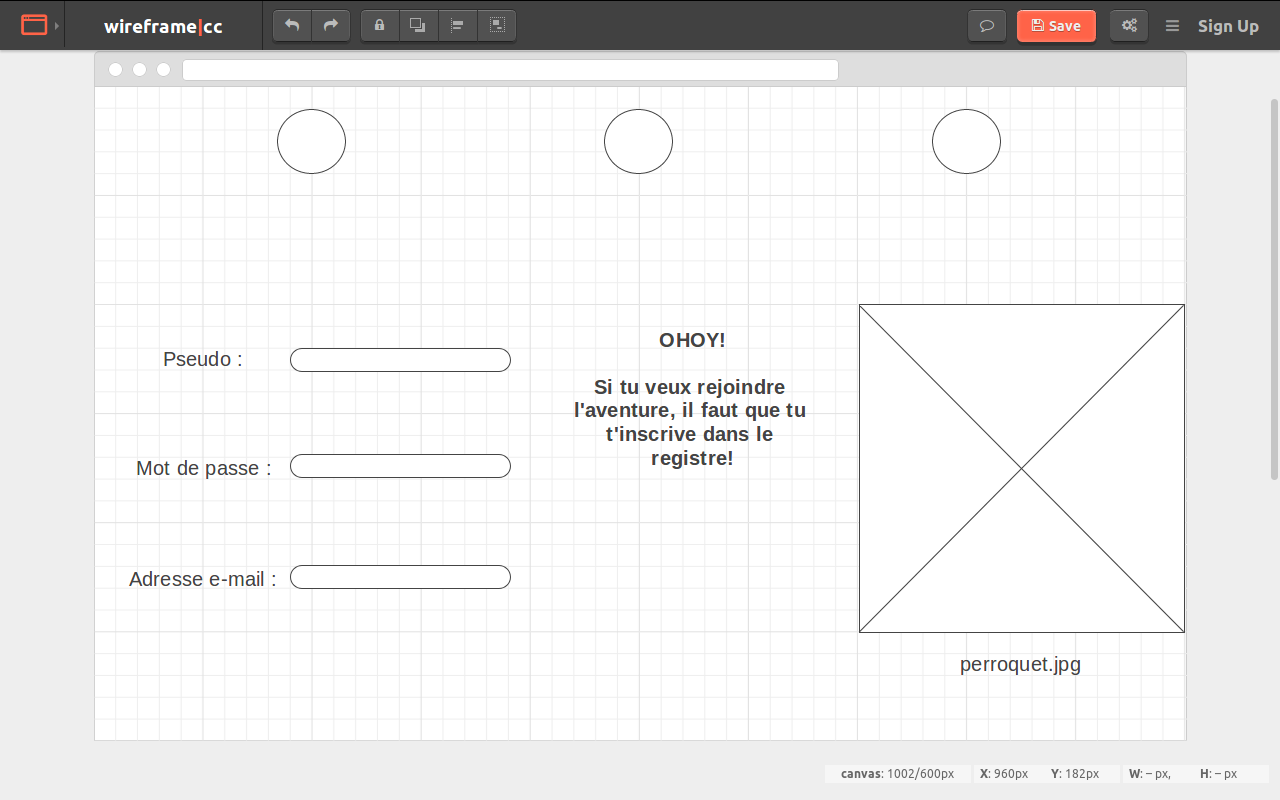 wireframe|cc
Save
Sign Up
OHOY!
Pseudo :
Si tu veux rejoindre
l'aventure, il faut que tu
t'inscrive dans le
registre!
Mot de passe :
Adresse e-mail :
perroquet.jpg
canvas: 1002/600px X: 960px Y: 182px W: – px, H: – px